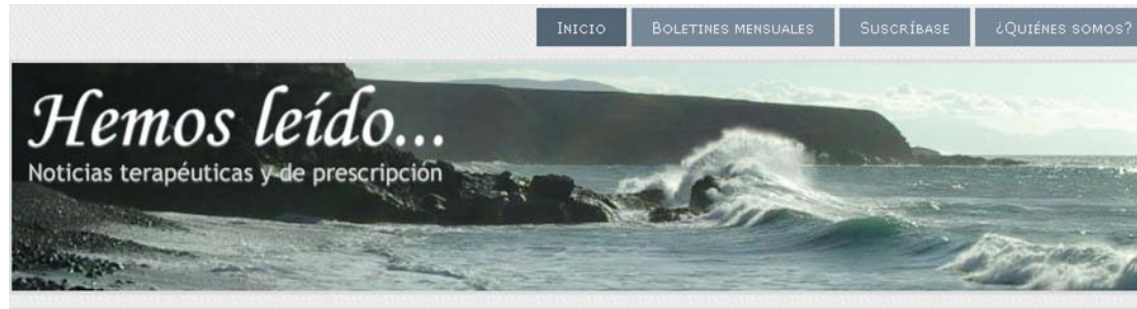 INICIO
BOLETINES MENSUALES
SUSCRÍBASE
¿QUIÉNES SOMOS?
Hemos leído...
Noticias terapéuticas y de prescripción